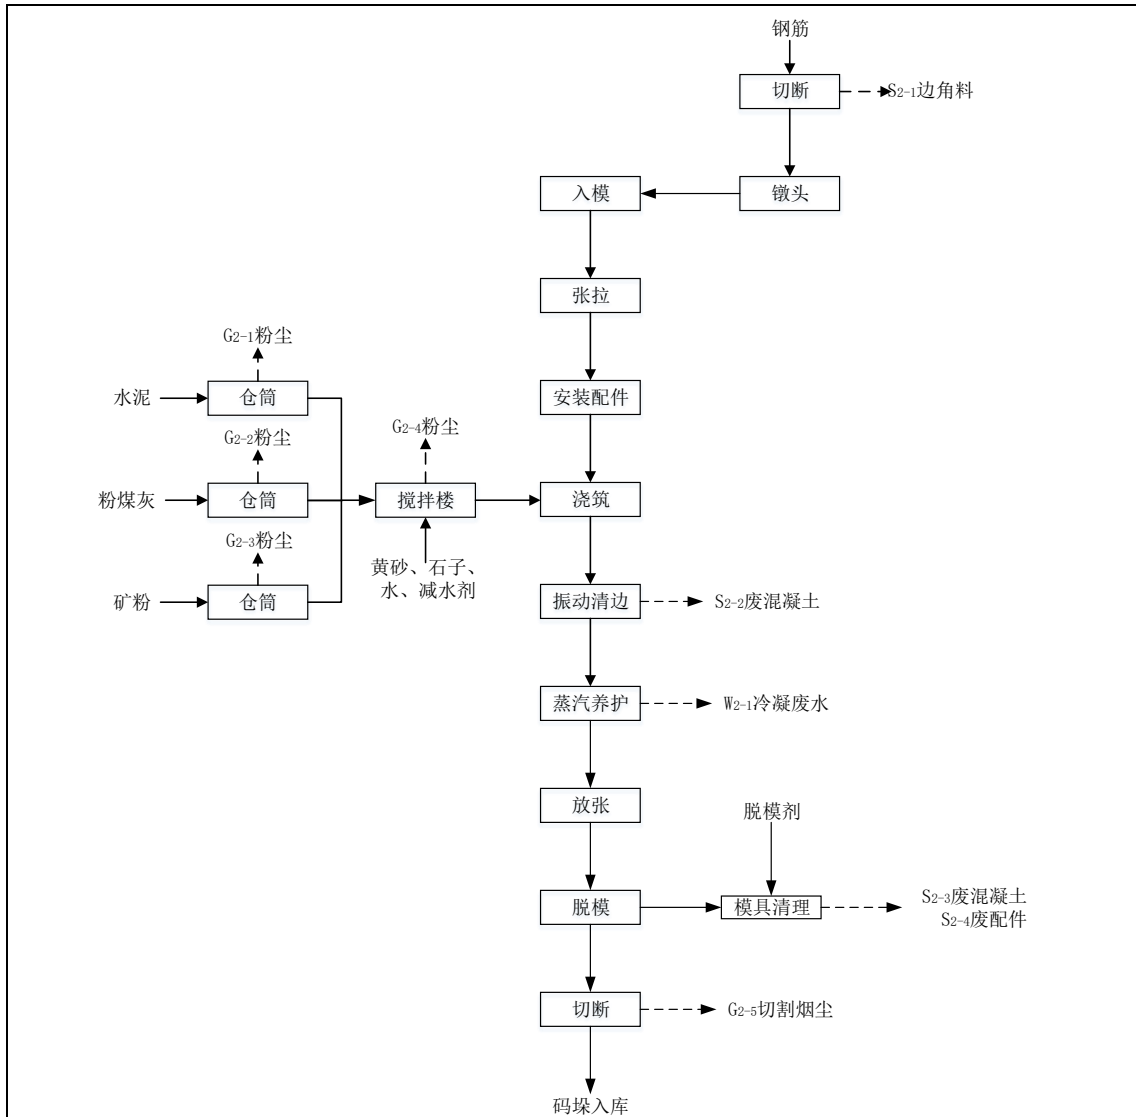 钢筋
切断
S2-1边角料
入模
镦头
张拉
G2-1粉尘
水泥
仓筒
安装配件
G2-2粉尘
G2-4粉尘
粉煤灰
仓筒
搅拌楼
浇筑
G2-3粉尘
黄砂、石子、
水、减水剂
矿粉
仓筒
振动清边
S2-2废混凝土
蒸汽养护
W2-1冷凝废水
放张
脱模剂
脱模
模具清理
S2-3废混凝土
S2-4废配件
切断
G2-5切割烟尘
码垛入库